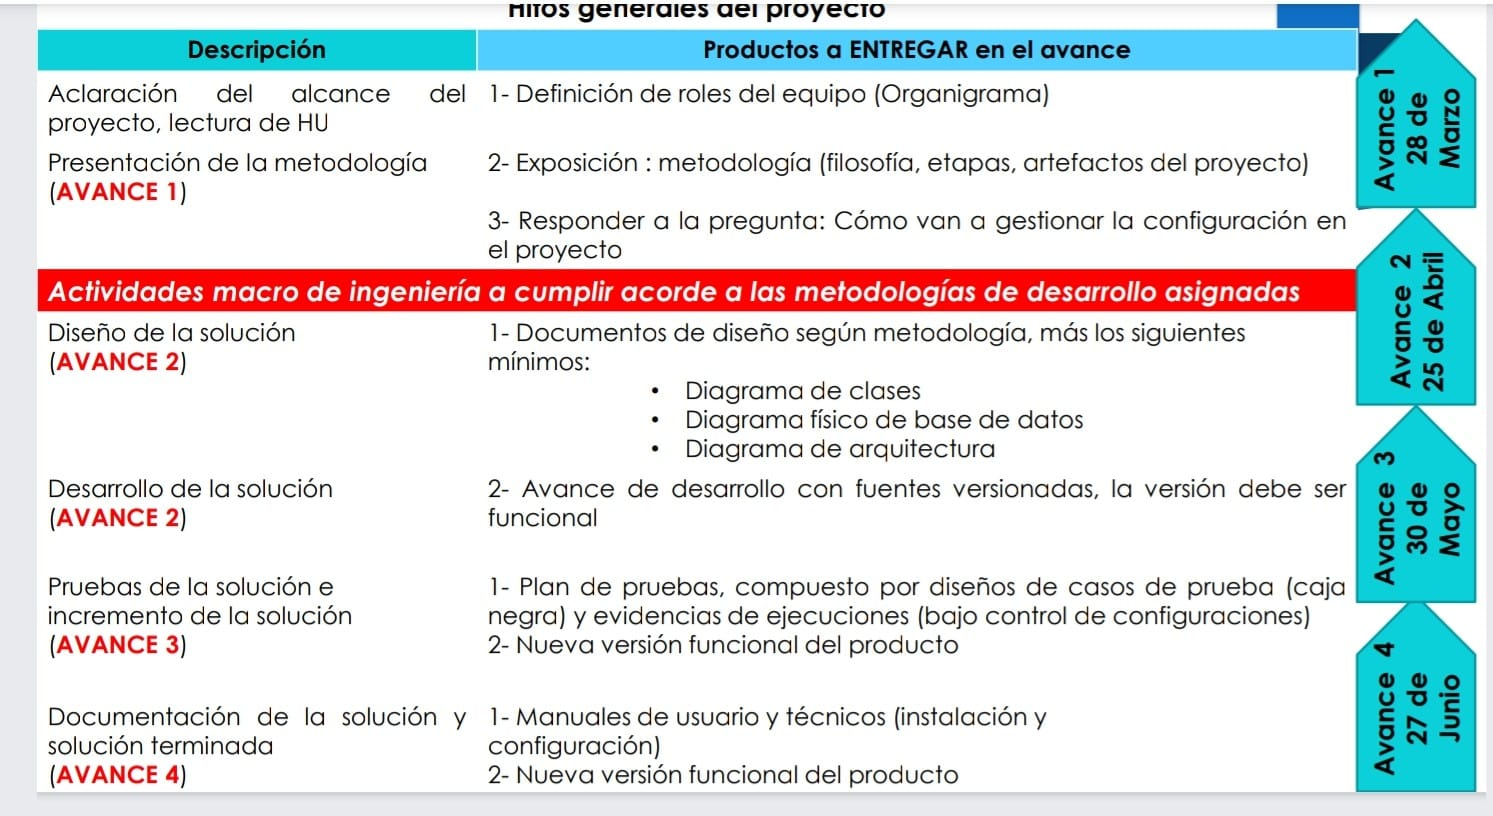 Hitos generales del proyecto
Descripción
Productos a ENTREGAR en el avance
Aclaración del alcance del
proyecto, lectura de HU
1- Definición de roles del equipo (Organigrama)
Presentación de la metodología
(AVANCE 1)
2- Exposición : metodología (filosofía, etapas, artefactos del proyecto)
3- Responder a la pregunta: Cómo van a gestionar la configuración en
el proyecto
Actividades macro de ingeniería a cumplir acorde a las metodologías de desarrollo asignadas
Diseño de la solución
(AVANCE 2)
1- Documentos de diseño según metodología, más los siguientes
mínimos:
• Diagrama de clases
• Diagrama físico de base de datos
• Diagrama de arquitectura
Desarrollo de la solución
(AVANCE 2)
2- Avance de desarrollo con fuentes versionadas, la versión debe ser
funcional
Pruebas de la solución e
incremento de la solución
(AVANCE 3)
1- Plan de pruebas, compuesto por diseños de casos de prueba (caja
negra) y evidencias de ejecuciones (bajo control de configuraciones)
2- Nueva versión funcional del producto
Documentación de la solución y
solución terminada
(AVANCE 4)
1- Manuales de usuario y técnicos (instalación y
configuración)
2- Nueva versión funcional del producto
Avance 1
28 de
Marzo
Avance 2
25 de Abril
Avance 3
30 de
Mayo
Avance 4
27 de
Junio